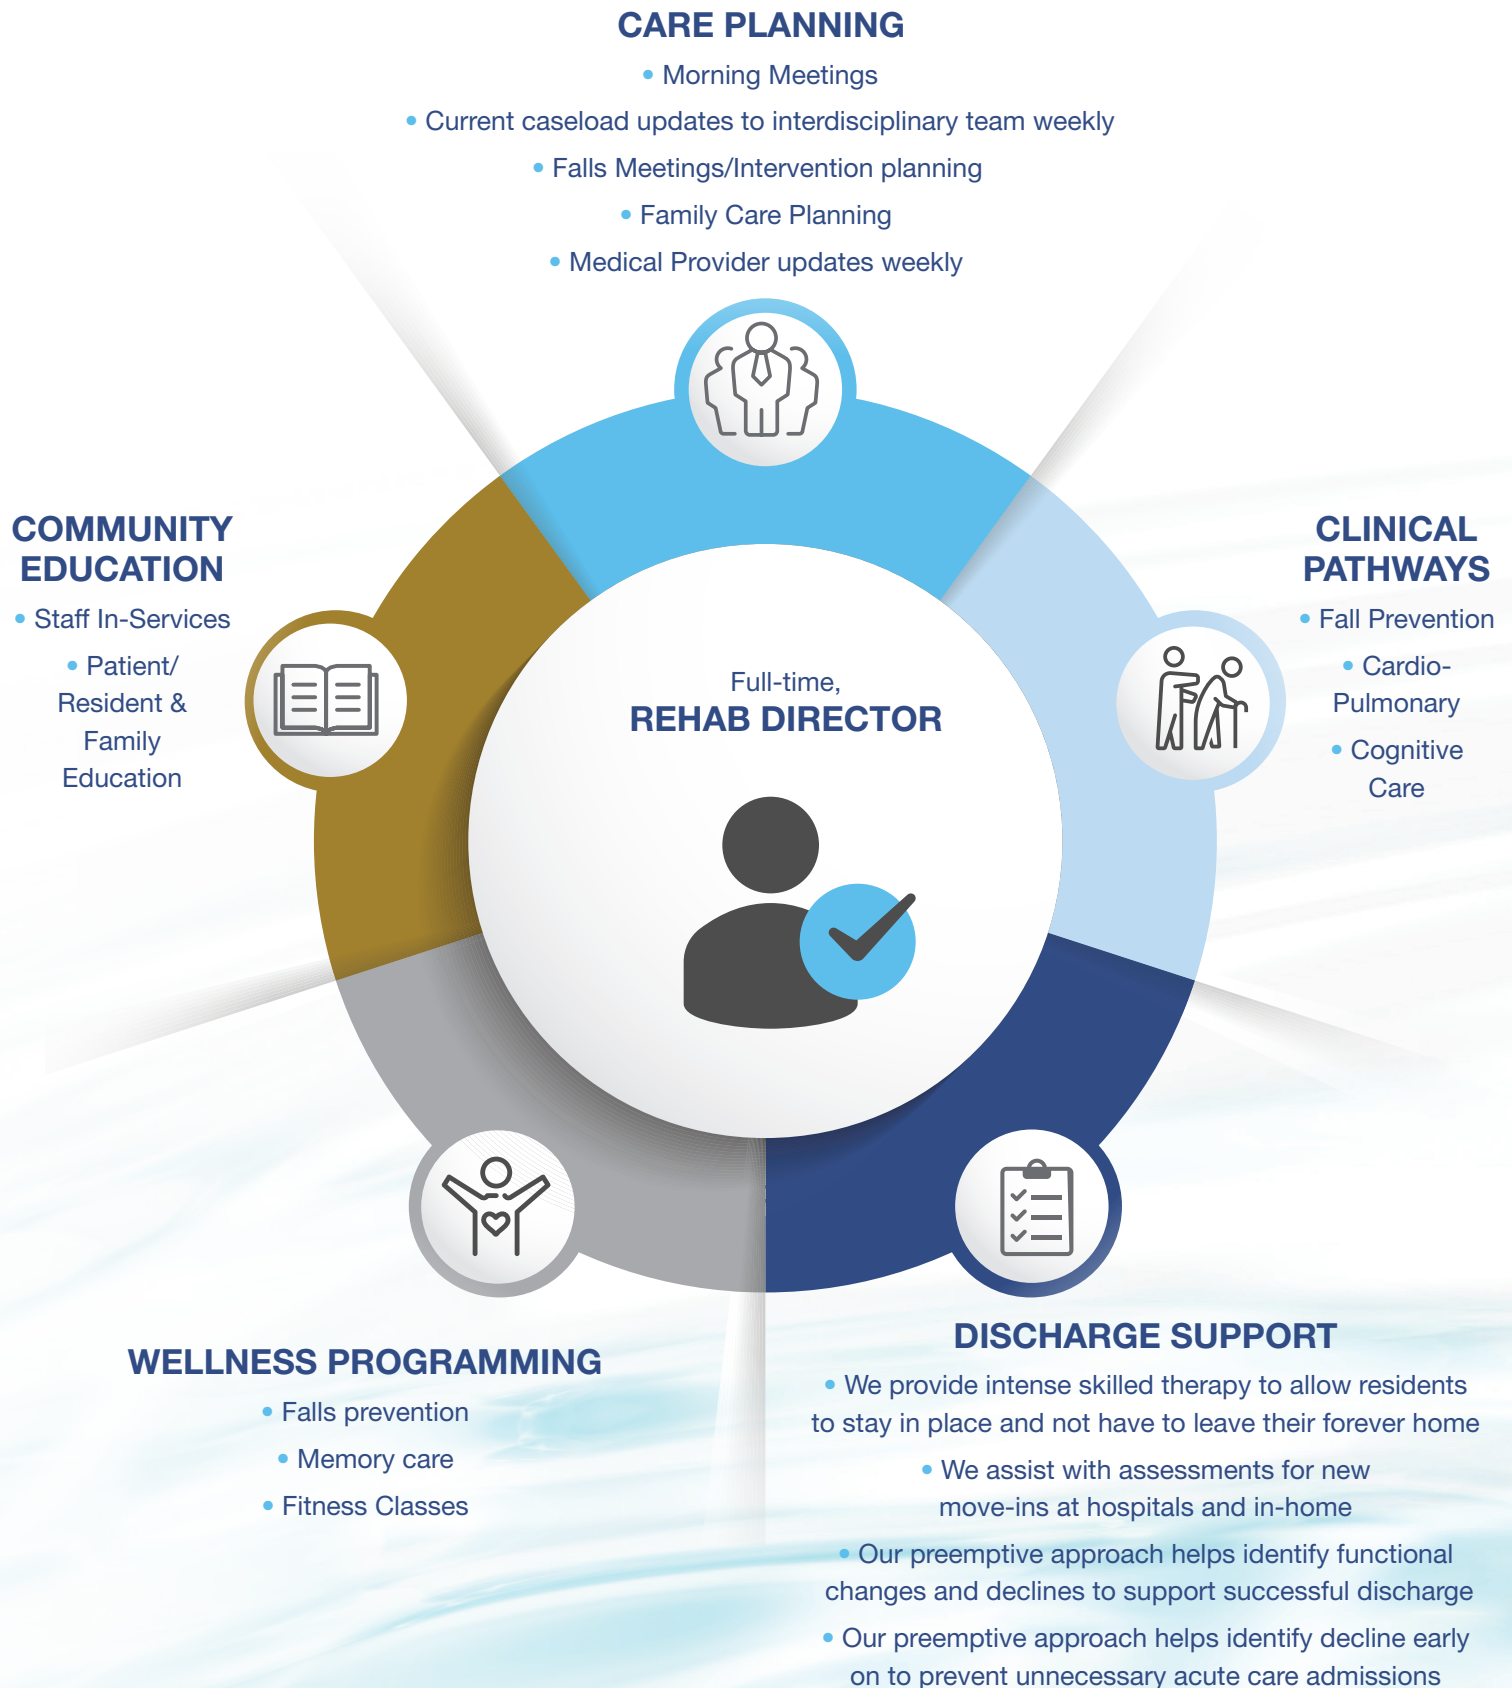 CARE PLANNING
• Morning Meetings
• Current caseload updates to interdisciplinary team weekly
• Falls Meetings/Intervention planning
• Family Care Planning
• Medical Provider updates weekly
COMMUNITY
EDUCATION
• Staff In-Services
• Patient/
Resident &
Family
Education
Full-time,
REHAB DIRECTOR
CLINICAL
PATHWAYS
• Fall Prevention
• Cardio-
Pulmonary
• Cognitive
Care
WELLNESS PROGRAMMING
• Falls prevention
• Memory care
• Fitness Classes
DISCHARGE SUPPORT
• We provide intense skilled therapy to allow residents
to stay in place and not have to leave their forever home
• We assist with assessments for new
move-ins at hospitals and in-home
• Our preemptive approach helps identify functional
changes and declines to support successful discharge
• Our preemptive approach helps identify decline early
on to prevent unnecessary acute care admissions